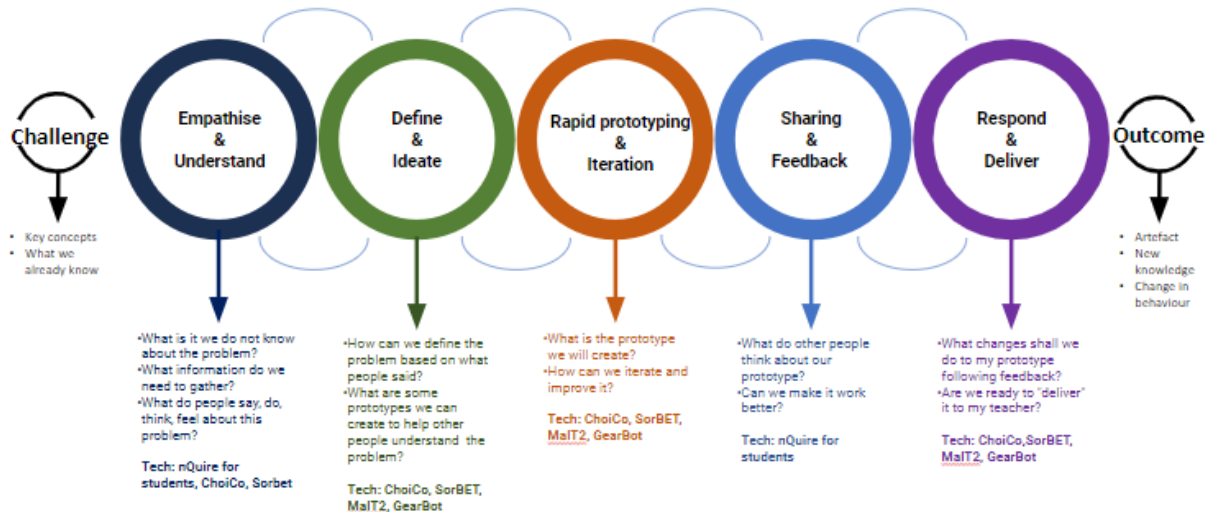 Challenge
• Key concepts
• What we
already know
Empathise
&
Understand
•What is it we do not know
about the problem?
•What information do we
need to gather?
•What do people say, do,
think, feel about this
problem?
Tech: nQuire for
students, ChoiCo, Sorbet
Define
&
Ideate
•How can we define the
problem based on what
people said?
•What are some
prototypes we can
create to help other
people understand the
problem?
Tech: ChoiCo, SorBET,
MaIT2, GearBot
Rapid prototyping
&
Iteration
•What is the prototype
we will create?
•How can we iterate and
improve it?
Tech: ChoiCo, SorBET,
MaIT2, GearBot
Sharing
&
Feedback
•What do other people
think about our
prototype?
•Can we make it work
better?
Tech: nQuire for
students
Respond
&
Deliver
•What changes shall we
do to my prototype
following feedback?
•Are we ready to "deliver"
it to my teacher?
Tech: ChoiCo,SorBET,
MaIT2, GearBot
Outcome
• Artefact
• New
knowledge
• Change in
behaviour